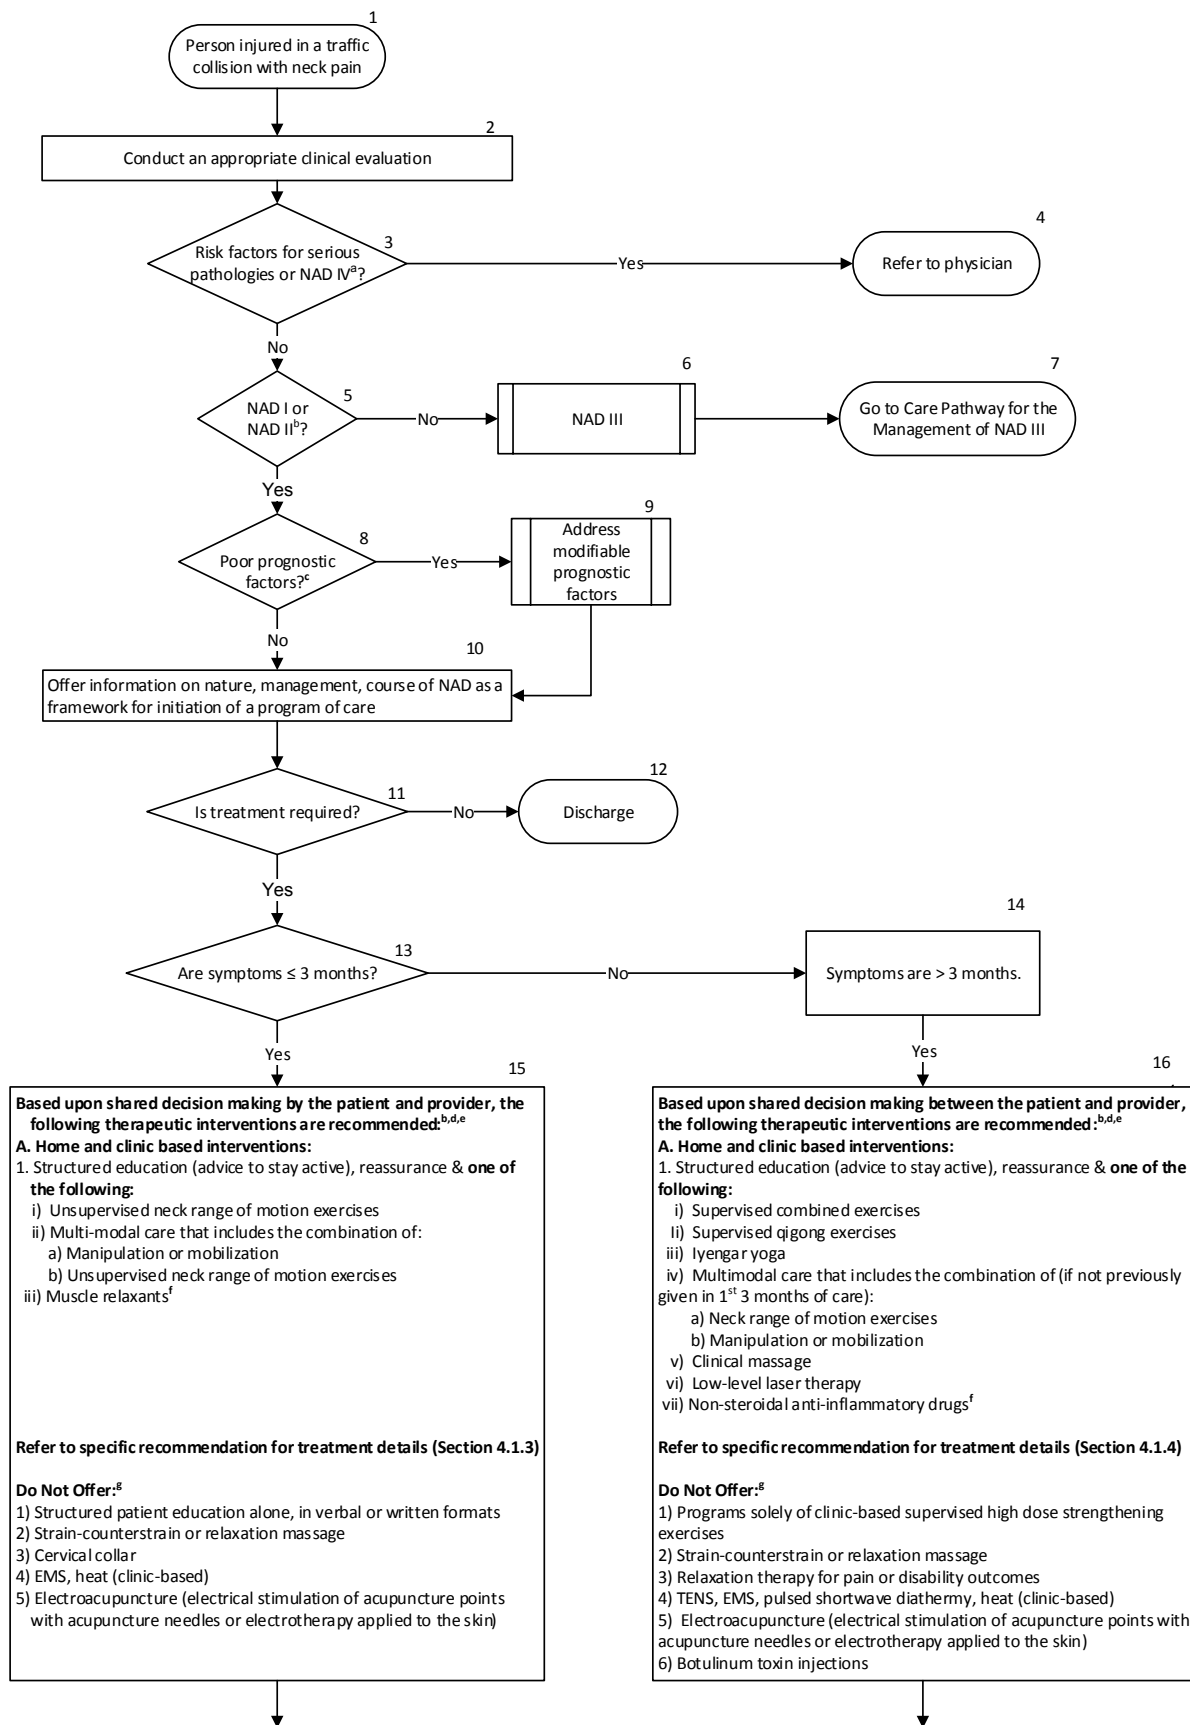 1
Person injured in a traffic
collision with neck pain
2
Conduct an appropriate clinical evaluation
3
Risk factors for serious
pathologies or NAD IVa?
Yes
4
Refer to physician
No
5
NAD I or
NAD IIb?
No
6
NAD III
7
Go to Care Pathway for the
Management of NAD III
Yes
8
Poor prognostic
factors?c
Yes
9
Address
modifiable
prognostic
factors
No
10
Offer information on nature, management, course of NAD as a
framework for initiation of a program of care
11
Is treatment required?
No
12
Discharge
Yes
13
Are symptoms ≤ 3 months?
No
14
Symptoms are > 3 months.
Yes
Yes
15
Based upon shared decision making by the patient and provider, the
following therapeutic interventions are recommended:b,d,e
A. Home and clinic based interventions:
1. Structured education (advice to stay active), reassurance & one of
the following:
i) Unsupervised neck range of motion exercises
ii) Multi-modal care that includes the combination of:
a) Manipulation or mobilization
b) Unsupervised neck range of motion exercises
iii) Muscle relaxantsf
Refer to specific recommendation for treatment details (Section 4.1.3)
Do Not Offer:g
1) Structured patient education alone, in verbal or written formats
2) Strain-counterstrain or relaxation massage
3) Cervical collar
4) EMS, heat (clinic-based)
5) Electroacupuncture (electrical stimulation of acupuncture points
with acupuncture needles or electrotherapy applied to the skin)
16
Based upon shared decision making between the patient and provider,
the following therapeutic interventions are recommended:b,d,e
A. Home and clinic based interventions:
1. Structured education (advice to stay active), reassurance & one of the
following:
i) Supervised combined exercises
Ii) Supervised qigong exercises
iii) Iyengar yoga
iv) Multimodal care that includes the combination of (if not previously
given in 1st 3 months of care):
a) Neck range of motion exercises
b) Manipulation or mobilization
v) Clinical massage
vi) Low-level laser therapy
vii) Non-steroidal anti-inflammatory drugsf
Refer to specific recommendation for treatment details (Section 4.1.4)
Do Not Offer:g
1) Programs solely of clinic-based supervised high dose strengthening
exercises
2) Strain-counterstrain or relaxation massage
3) Relaxation therapy for pain or disability outcomes
4) TENS, EMS, pulsed shortwave diathermy, heat (clinic-based)
5) Electroacupuncture (electrical stimulation of acupuncture points with
acupuncture needles or electrotherapy applied to the skin)
6) Botulinum toxin injections